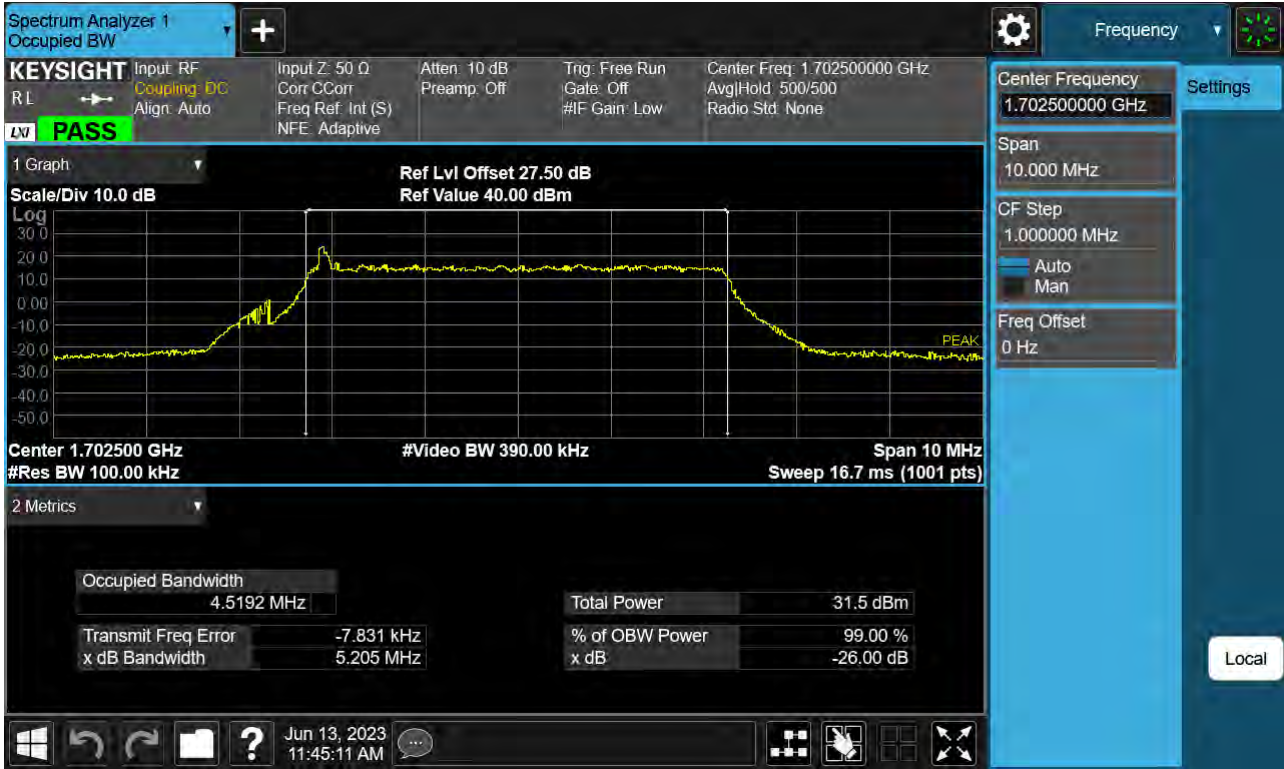 Spectrum Analyzer 1
Occupied BW
Frequency
KEYSIGHT
RL
LXI PASS
Input: RF
Coupling: DC
Align: Auto
Input Z: 50 Ω
Corr CCorr
Freq Ref: Int (S)
NFE: Adaptive
Atten: 10 dB
Preamp: Off
Trig: Free Run
Gate: Off
#IF Gain: Low
Center Freq: 1.702500000 GHz
Avg|Hold: 500/500
Radio Std: None
1 Graph
Scale/Div 10.0 dB
Ref Lvl Offset 27.50 dB
Ref Value 40.00 dBm
Log
30.0
20.0
10.0
0.00
-10.0
-20.0
-30.0
-40.0
-50.0
PEAK
Center 1.702500 GHz
#Video BW 390.00 kHz
Span 10 MHz
#Res BW 100.00 kHz
Sweep 16.7 ms (1001 pts)
2 Metrics
Occupied Bandwidth
4.5192 MHz
Transmit Freq Error -7.831 kHz
x dB Bandwidth 5.205 MHz
Total Power 31.5 dBm
% of OBW Power 99.00 %
x dB -26.00 dB
Center Frequency
1.702500000 GHz
Span
10.000 MHz
CF Step
1.000000 MHz
Auto
Man
Freq Offset
0 Hz
Settings
Local
Jun 13, 2023
11:45:11 AM